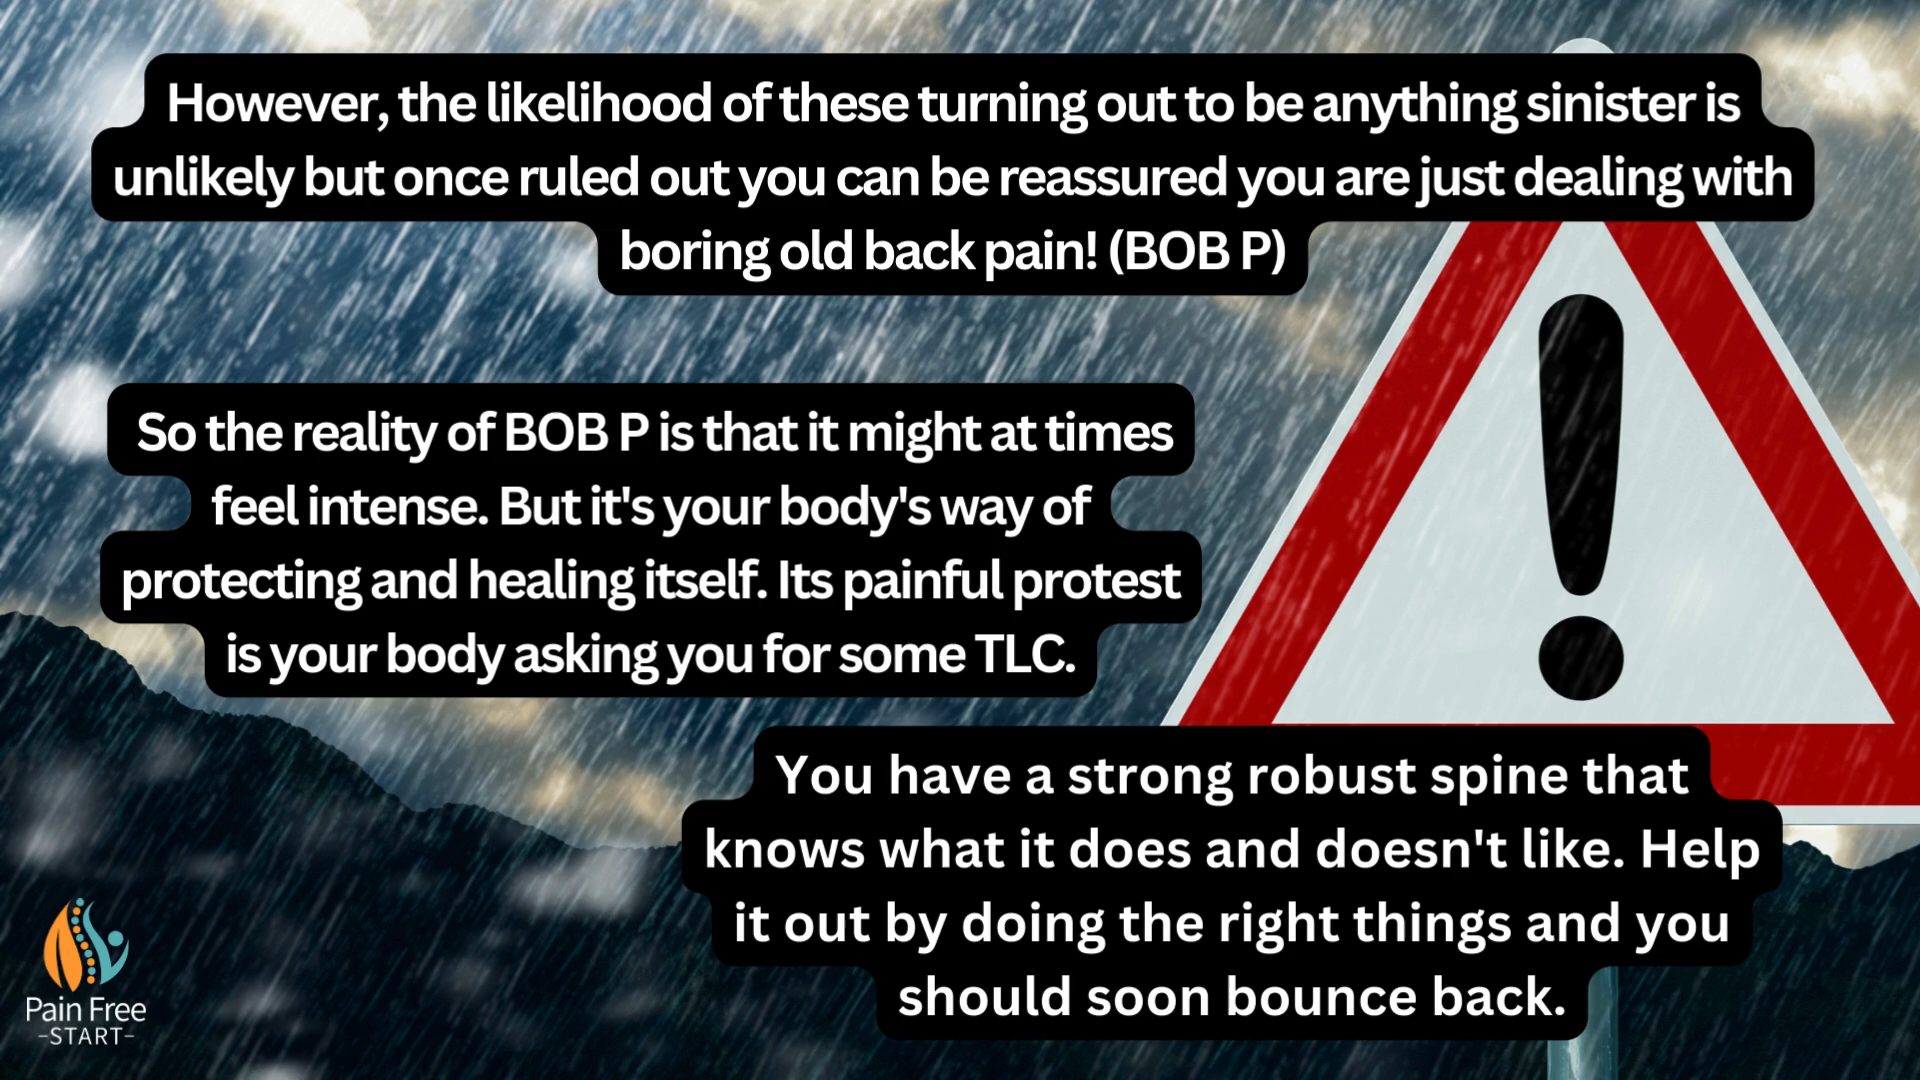 However, the likelihood of these turning out to be anything sinister is
unlikely but once ruled out you can be reassured you are just dealing with
boring old back pain! (BOB P)
So the reality of BOB P is that it might at times
feel intense. But it's your body's way of
protecting and healing itself. Its painful protest
is your body asking you for some TLC.
You have a strong robust spine that
knows what it does and doesn't like. Help
it out by doing the right things and you
should soon bounce back.
Pain Free
-START-